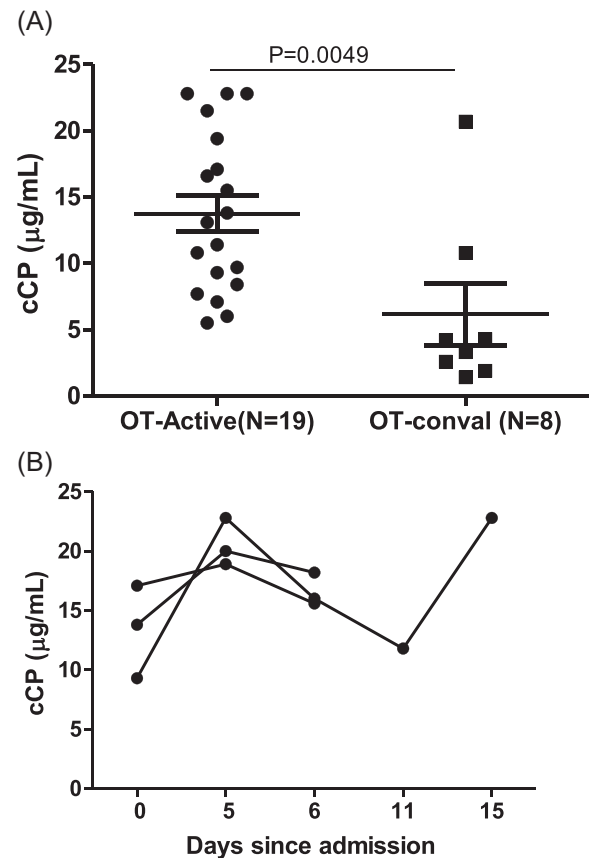 (A)
P=0.0049
25
20
15
10
5
0
cCP (μg/mL)
OT-Active(N=19) OT-conval (N=8)
(B)
25
20
15
10
5
0
cCP (μg/mL)
0 5 6 11 15
Days since admission